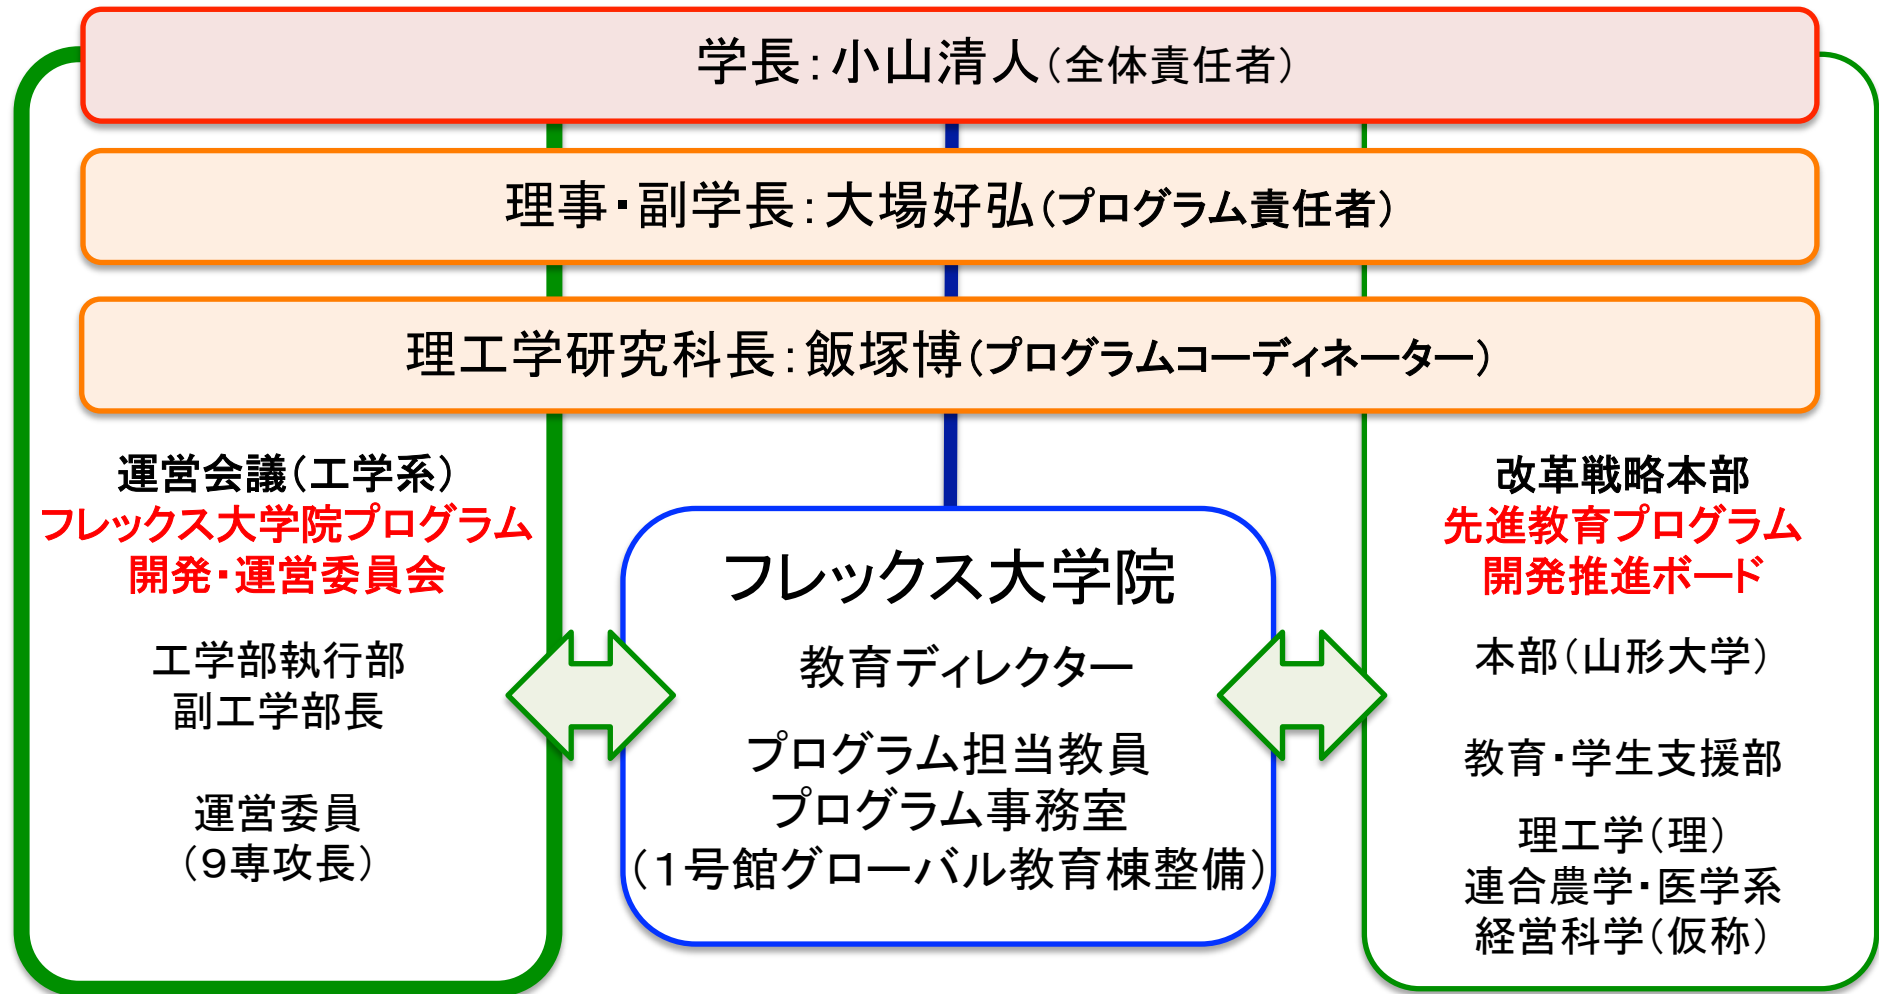 学長:小山清人(全体責任者)
理事・副学長:大場好弘(プログラム責任者)
理工学研究科長:飯塚博(プログラムコーディネーター)
運営会議(工学系)
フレックス大学院プログラム
開発・運営委員会
工学部執行部
副工学部長
運営委員
(9専攻長)
フレックス大学院
教育ディレクター
プログラム担当教員
プログラム事務室
(1号館グローバル教育棟整備)
改革戦略本部
先進教育プログラム
開発推進ボード
本部(山形大学)
教育・学生支援部
理工学(理)
連合農学・医学系
経営科学(仮称)